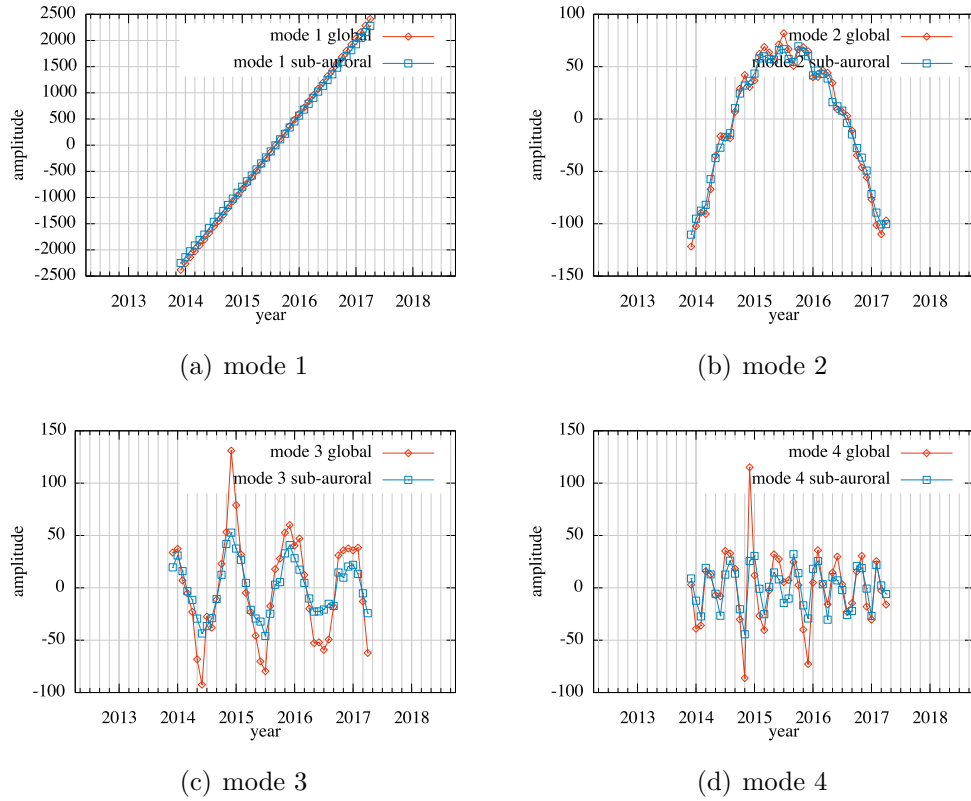 2500
2000
1500
1000
500
0
-500
-1000
-1500
-2000
-2500
amplitude
mode 1 global
mode 1 sub-auroral
2013 2014 2015 2016 2017 2018
year
(a) mode 1
100
50
0
-50
-100
-150
amplitude
mode 2 global
mode 2 sub-auroral
2013 2014 2015 2016 2017 2018
year
(b) mode 2
150
100
50
0
-50
-100
amplitude
mode 3 global
mode 3 sub-auroral
2013 2014 2015 2016 2017 2018
year
(c) mode 3
150
100
50
0
-50
-100
amplitude
mode 4 global
mode 4 sub-auroral
2013 2014 2015 2016 2017 2018
year
(d) mode 4